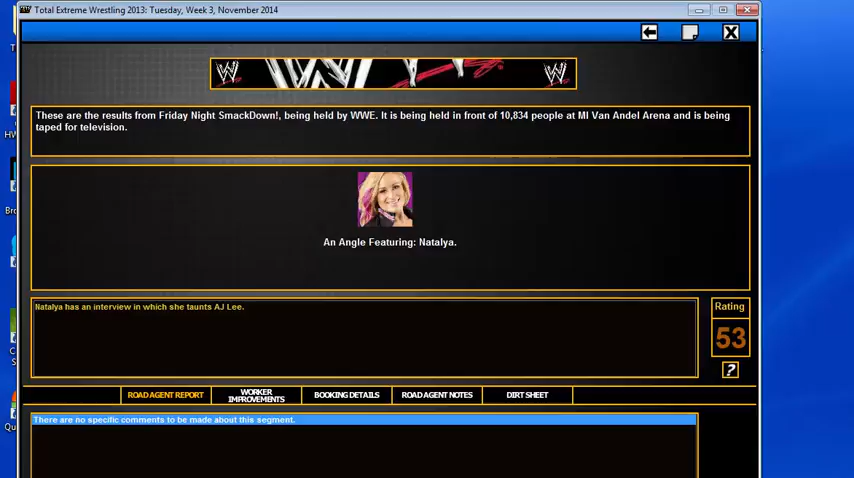 Total Extreme Wrestling 2013: Tuesday, Week 3, November 2014
These are the results from Friday Night SmackDown!, being held by WWE. It is being held in front of 10,834 people at MI Van Andel Arena and is being
taped for television.
An Angle Featuring: Natalya.
Natalya has an interview in which she taunts AJ Lee.
Rating
53
?
ROAD AGENT REPORT
WORKER
IMPROVEMENTS
BOOKING DETAILS
ROAD AGENT NOTES
DIRT SHEET
There are no specific comments to be made about this segment.